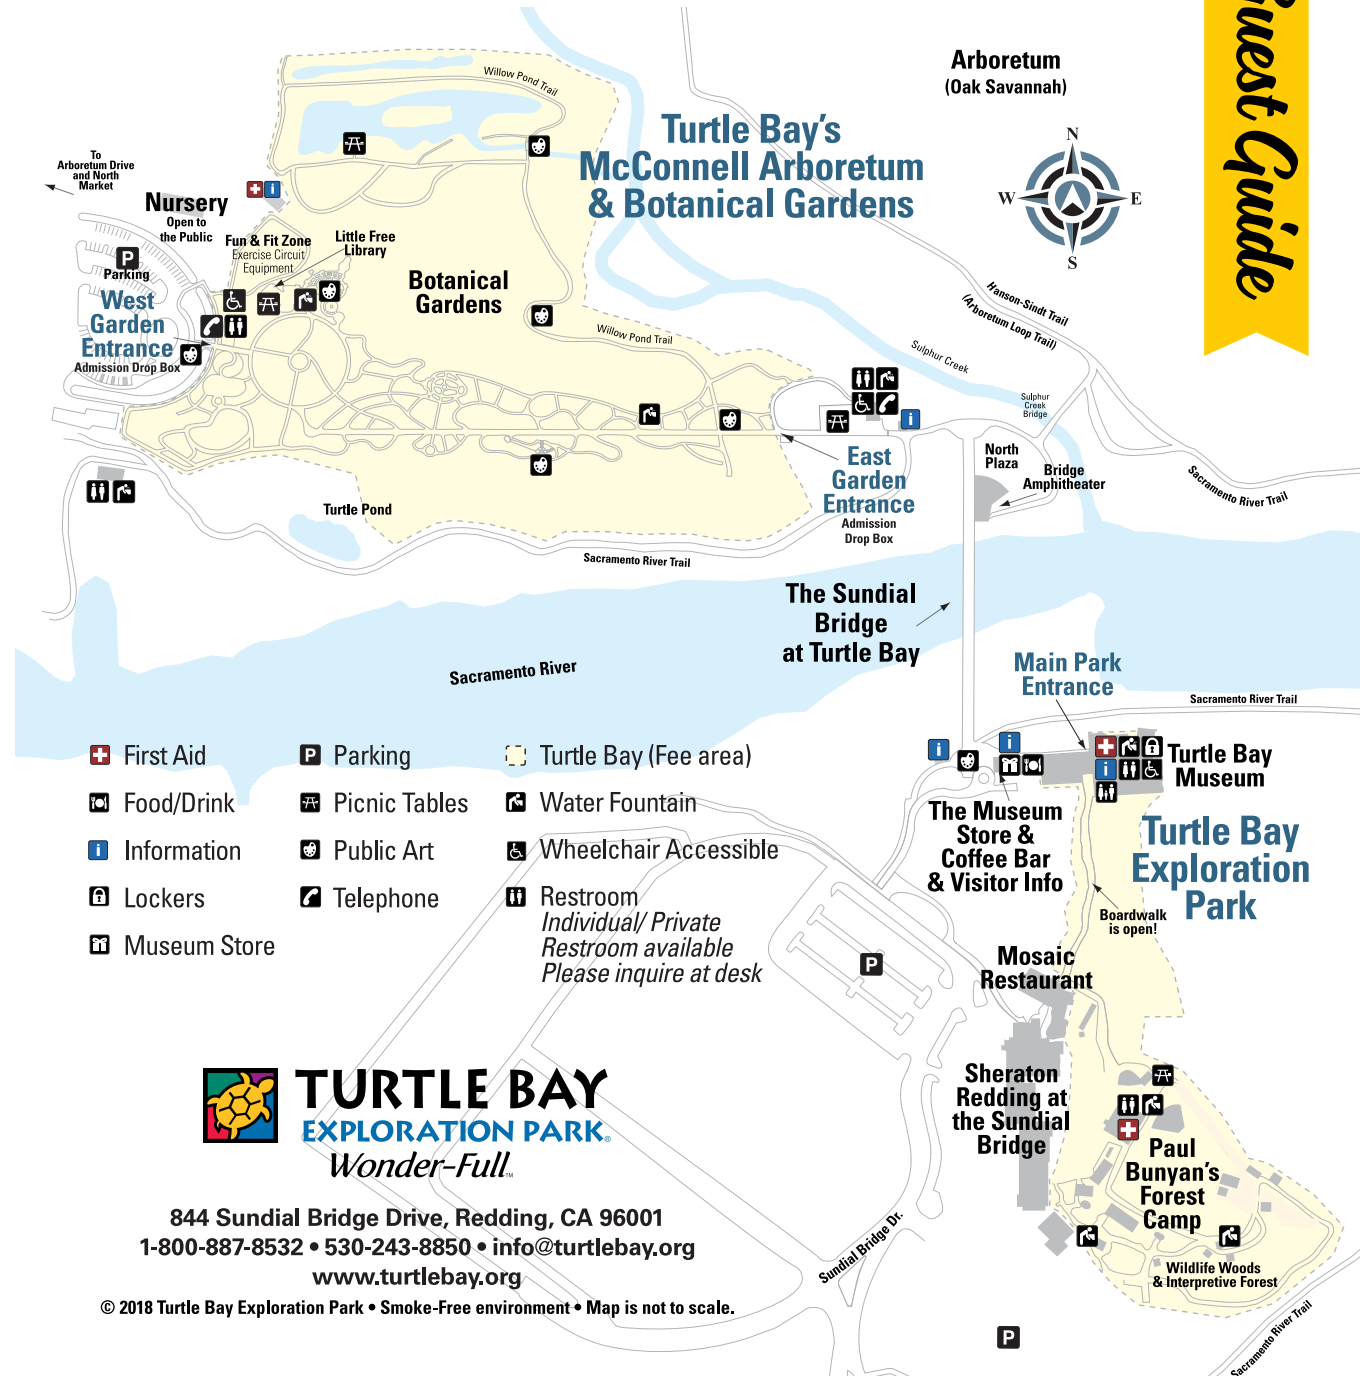 Guest Guide
Arboretum
(Oak Savannah)
N
W
E
S
Willow Pond Trail
Turtle Bay's
McConnell Arboretum
& Botanical Gardens
To
Arboretum Drive
and North
Market
Nursery
Open to
the Public
Fun & Fit Zone
Exercise Circuit
Equipment
Little Free
Library
P
Parking
Botanical
Gardens
West
Garden
Entrance
Admission Drop Box
Willow Pond Trail
Hanson-Sindt Trail
(Arboretum Loop Trail)
Sulphur Creek
Sulphur
Creek
Bridge
East
Garden
Entrance
Admission
Drop Box
North
Plaza
Bridge
Amphitheater
Sacramento River Trail
Turtle Pond
Sacramento River Trail
The Sundial
Bridge
at Turtle Bay
Sacramento River
Main Park
Entrance
Sacramento River Trail
First Aid
Food/Drink
Information
Lockers
Museum Store
P Parking
Picnic Tables
Public Art
Telephone
Turtle Bay (Fee area)
Water Fountain
Wheelchair Accessible
Restroom
Individual/ Private
Restroom available
Please inquire at desk
Turtle Bay
Museum
The Museum
Store &
Coffee Bar
& Visitor Info
Turtle Bay
Exploration
Park
Boardwalk
is open!
Mosaic
Restaurant
P
Sheraton
Redding at
the Sundial
Bridge
Paul
Bunyan's
Forest
Camp
Wildlife Woods
& Interpretive Forest
Sundial Bridge Dr.
P
Sacramento River Trail
TURTLE BAY
EXPLORATION PARK®
Wonder-Full™
844 Sundial Bridge Drive, Redding, CA 96001
1-800-887-8532 • 530-243-8850 • info@turtlebay.org
www.turtlebay.org
© 2018 Turtle Bay Exploration Park • Smoke-Free environment • Map is not to scale.